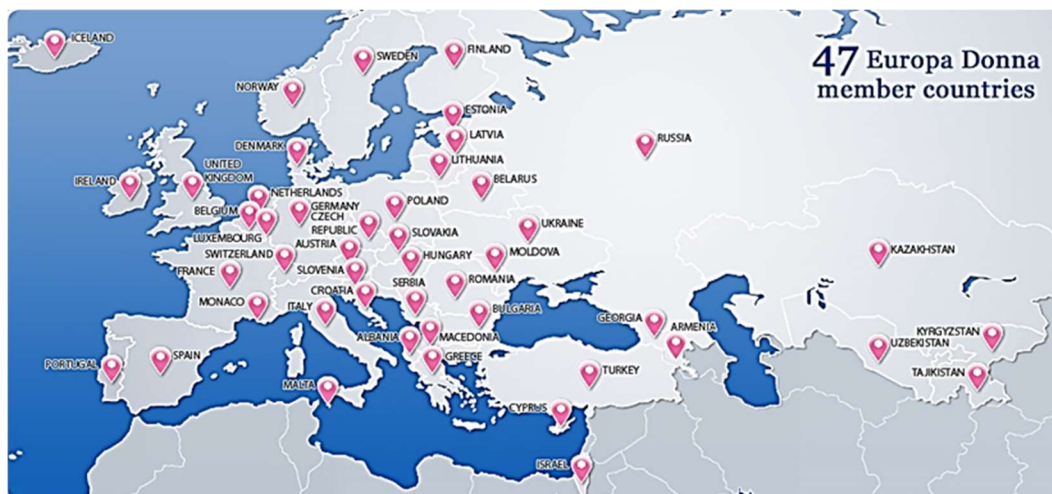 47 Europa Donna
member countries
ICELAND
SWEDEN
FINLAND
NORWAY
ESTONIA
LATVIA
RUSSIA
DENMARK
LITHUANIA
UNITED
KINGDOM
IRELAND
BELARUS
NETHERLANDS
POLAND
GERMANY
BELGIUM
CZECH
REPUBLIC
UKRAINE
LUXEMBOURG
SLOVAKIA
AUSTRIA
SWITZERLAND
HUNGARY
MOLDOVA
KAZAKHSTAN
FRANCE
SLOVENIA
SERBIA
ROMANIA
CROATIA
MONACO
ITALY
BULGARIA
GEORGIA
ARMENIA
ALBANIA
MACEDONIA
KYRGYZSTAN
UZBEKISTAN
PORTUGAL
SPAIN
GREECE
TURKEY
TAJIKISTAN
MALTA
CYPRUS
ISRAEL